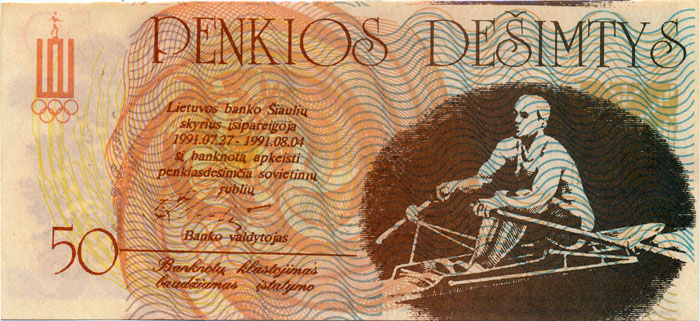 PENKIOS DEŠIMTYS
Lietuvos banko Šiaulių
skyrius įsipareigoja
1991.07.27 - 1991.08.04
šį banknotą apkeisti
penkiasdešimčia sovietinių
rublių
Banko valdytojas
50
Banknotų klastojimas
baudžiamas įstatymo